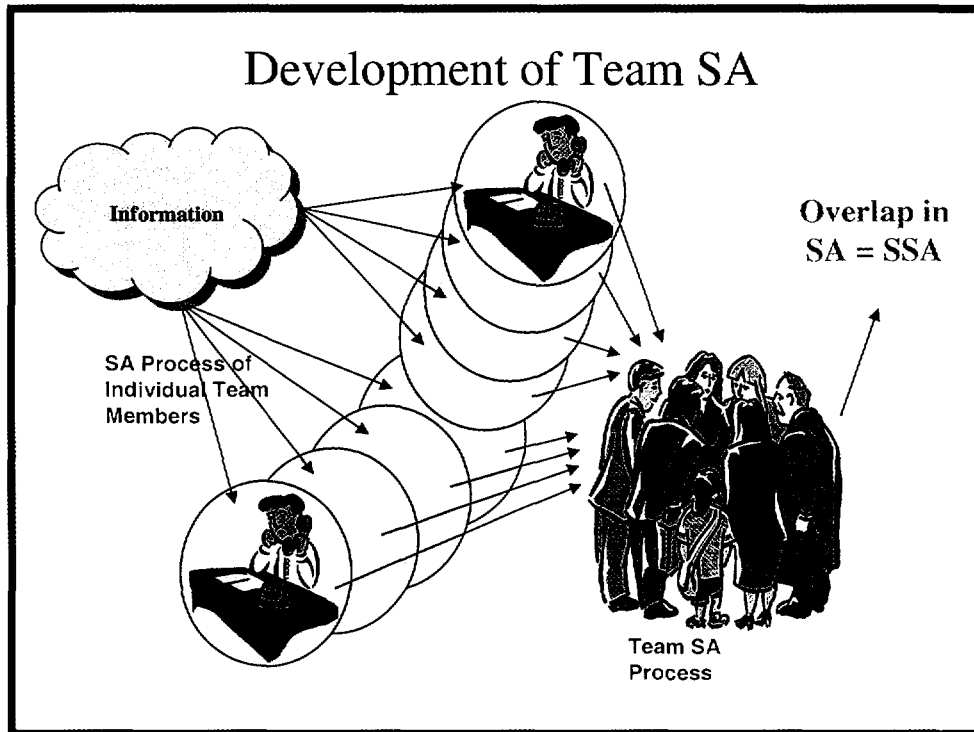 Development of Team SA
Information
Overlap in
SA = SSA
SA Process of
Individual Team
Members
Team SA
Process